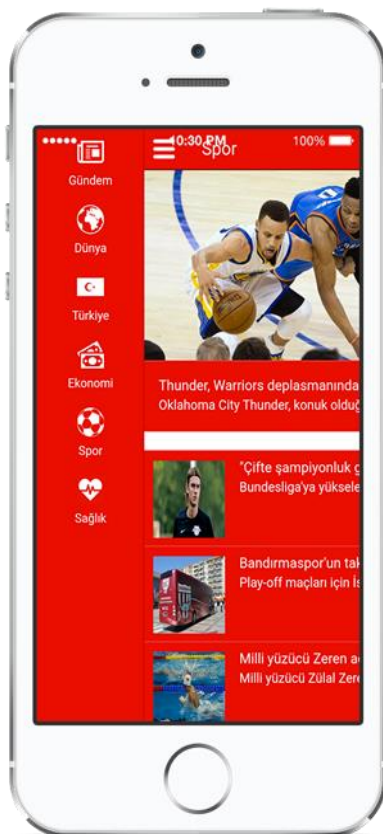 10:30 PM
100%
Spor
Gündem
Dünya
Türkiye
Ekonomi
Spor
Sağlık
Thunder, Warriors deplasmanında
Oklahoma City Thunder, konuk olduğ
"Çifte şampiyonluk g
Bundesliga'ya yüksele
Bandırmaspor'un tak
Play-off maçları için İs
Milli yüzücü Zeren a
Milli yüzücü Zülal Zere